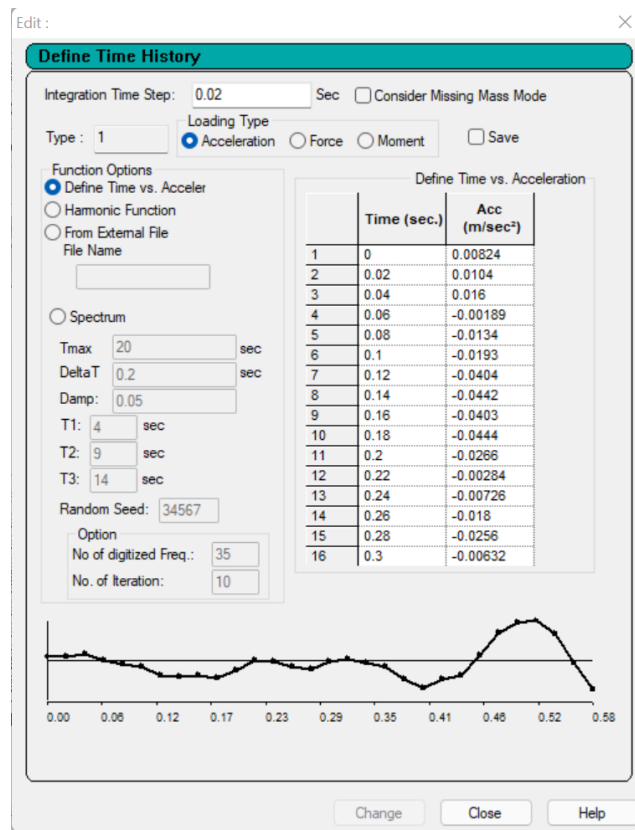 Edit :
Define Time History
Integration Time Step: 0.02 Sec Consider Missing Mass Mode
Type : 1 Loading Type Acceleration Force Moment Save
Function Options
Define Time vs. Acceler
Harmonic Function
From External File
File Name
Spectrum
Tmax 20 sec
DeltaT 0.2 sec
Damp: 0.05
T1: 4 sec
T2: 9 sec
T3: 14 sec
Random Seed: 34567
Option
No of digitized Freq.: 35
No. of Iteration: 10
Define Time vs. Acceleration
Time (sec.) Acc (m/sec²)
1 0 0.00824
2 0.02 0.0104
3 0.04 0.016
4 0.06 -0.00189
5 0.08 -0.0134
6 0.1 -0.0193
7 0.12 -0.0404
8 0.14 -0.0442
9 0.16 -0.0403
10 0.18 -0.0444
11 0.2 -0.0266
12 0.22 -0.00284
13 0.24 -0.00726
14 0.26 -0.018
15 0.28 -0.0256
16 0.3 -0.00632
0.00 0.06 0.12 0.17 0.23 0.29 0.35 0.41 0.46 0.52 0.58
Change Close Help